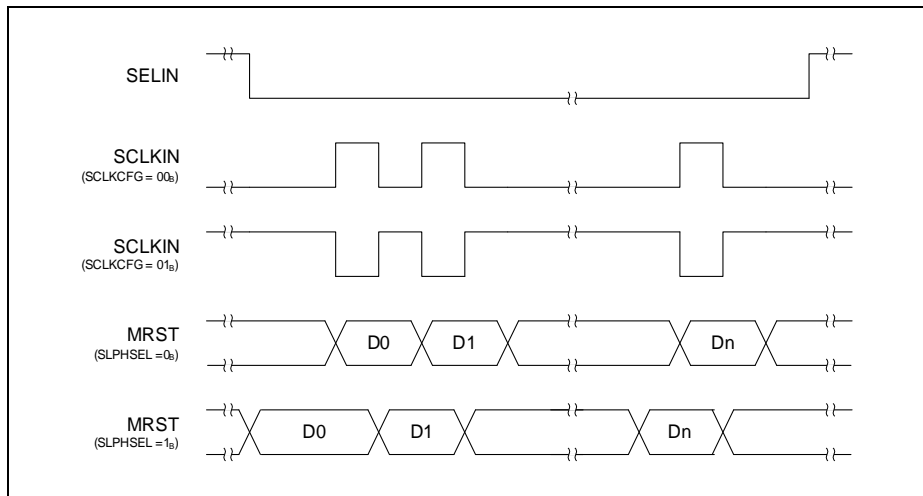 SELIN
SCLKIN
(SCLKCFG = 00B)
SCLKIN
(SCLKCFG = 01B)
MRST
(SLPHSEL =0B)
D0 D1 Dn
MRST
(SLPHSEL =1B)
D0 D1 Dn